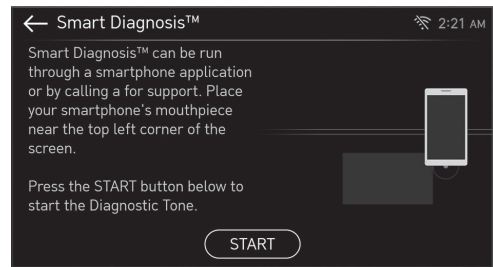 Smart Diagnosis™
2:21 AM
Smart Diagnosis™ can be run
through a smartphone application
or by calling a for support. Place
your smartphone's mouthpiece
near the top left corner of the
screen.
Press the START button below to
start the Diagnostic Tone.
START